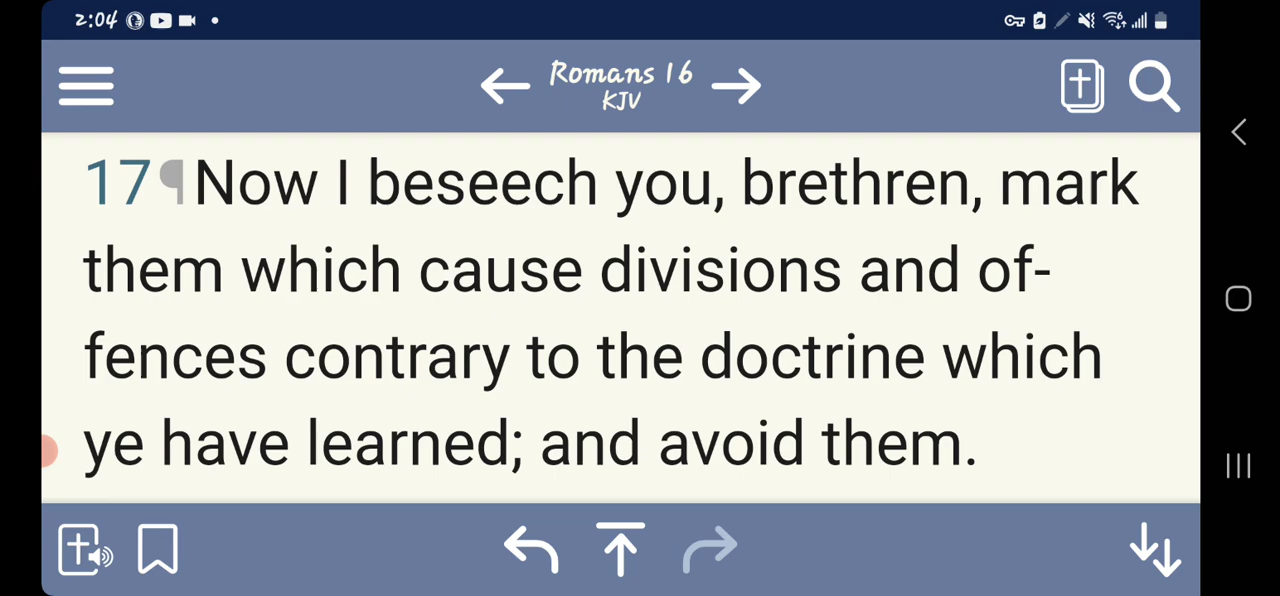 2:04
Romans 16
KJV
17¶Now I beseech you, brethren, mark
them which cause divisions and of-
fences contrary to the doctrine which
ye have learned; and avoid them.